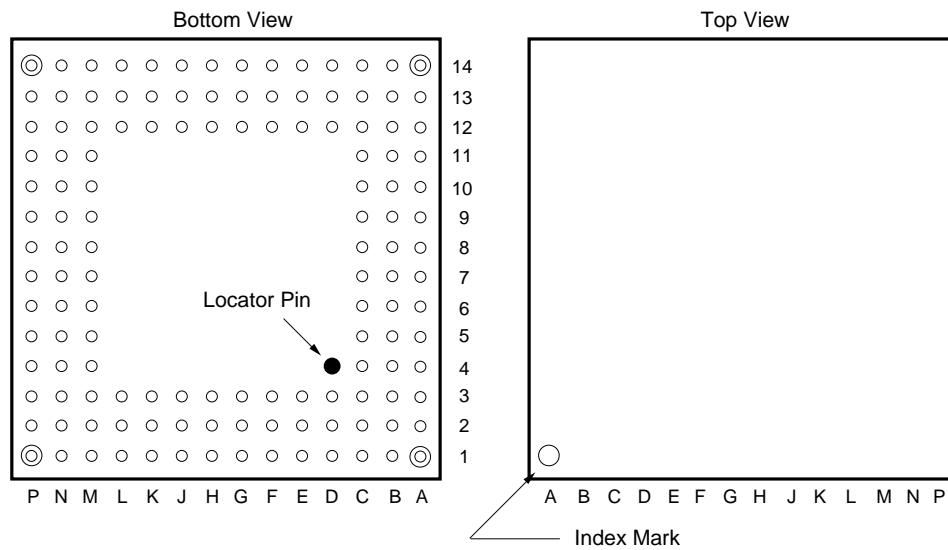 Bottom View
Top View
14
13
12
11
10
9
8
7
Locator Pin
6
5
4
3
2
1
P N M L K J H G F E D C B A
A B C D E F G H J K L M N P
Index Mark